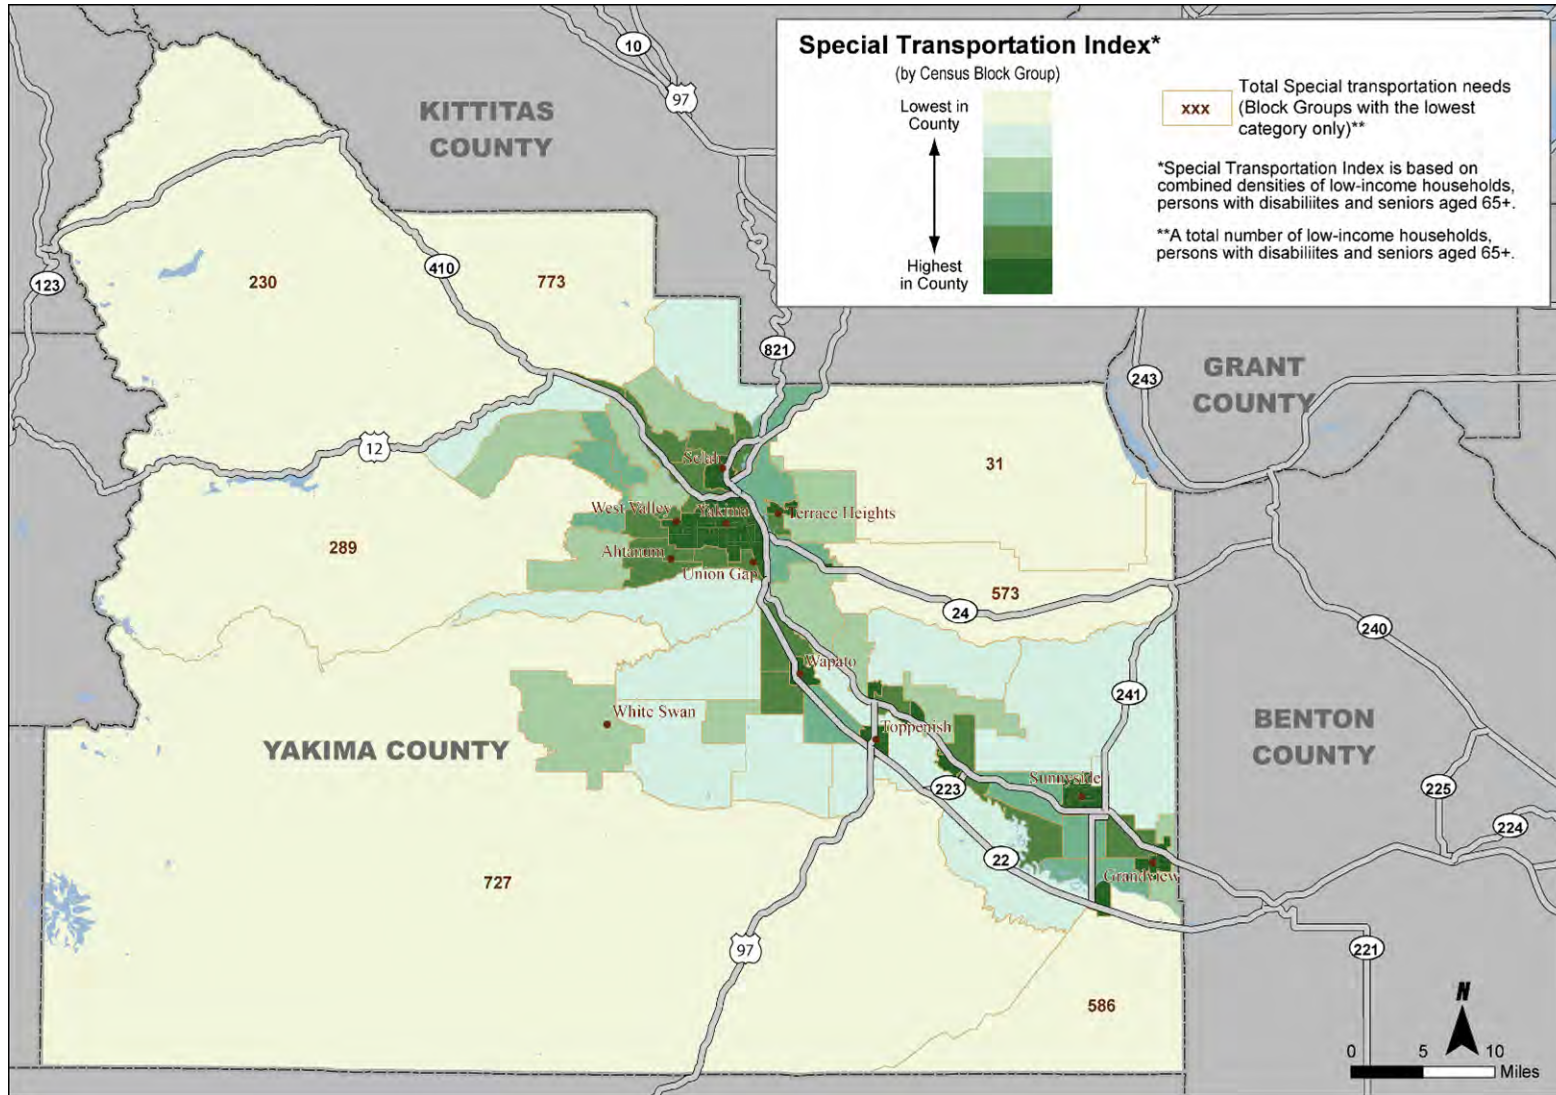 Special Transportation Index*
(by Census Block Group)
Lowest in
County
Highest
in County
xxx
Total Special transportation needs
(Block Groups with the lowest
category only)**
*Special Transportation Index is based on
combined densities of low-income households,
persons with disabiliites and seniors aged 65+.
**A total number of low-income households,
persons with disabiliites and seniors aged 65+.
10
97
KITTITAS
COUNTY
123
410
230
773
821
243
GRANT
COUNTY
12
31
Selah
West Valley
Yakima
Terrace Heights
289
Ahtanum
Union Gap
573
24
240
Wapato
241
White Swan
Toppenish
YAKIMA COUNTY
BENTON
COUNTY
Sunnyside
223
225
224
22
Grandview
727
97
221
586
N
0 5 10
Miles